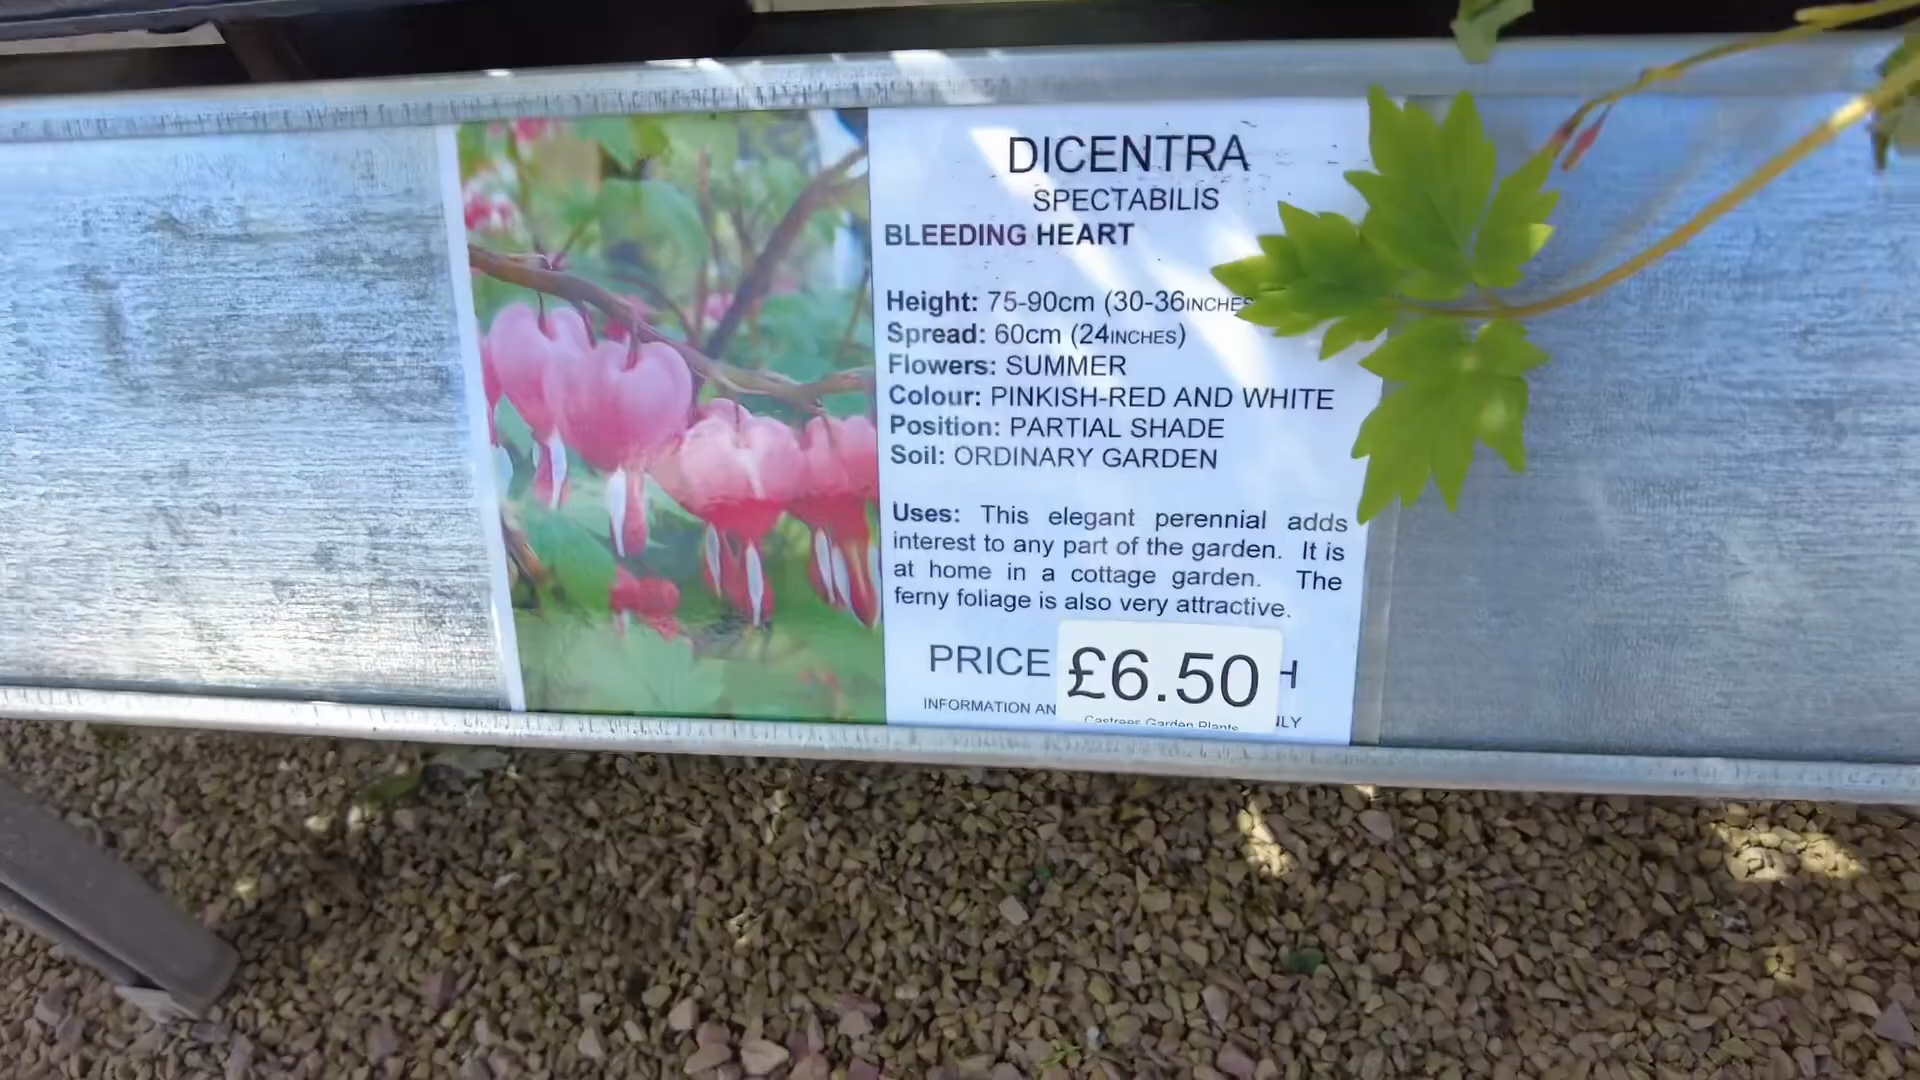 DICENTRA
SPECTABILIS
BLEEDING HEART
Height: 75-90cm (30-36INCHES
Spread: 60cm (24INCHES)
Flowers: SUMMER
Colour: PINKISH-RED AND WHITE
Position: PARTIAL SHADE
Soil: ORDINARY GARDEN
Uses: This elegant perennial adds
interest to any part of the garden. It is
at home in a cottage garden. The
ferny foliage is also very attractive.
PRICE £6.50 H
INFORMATION AN
Garden Plants